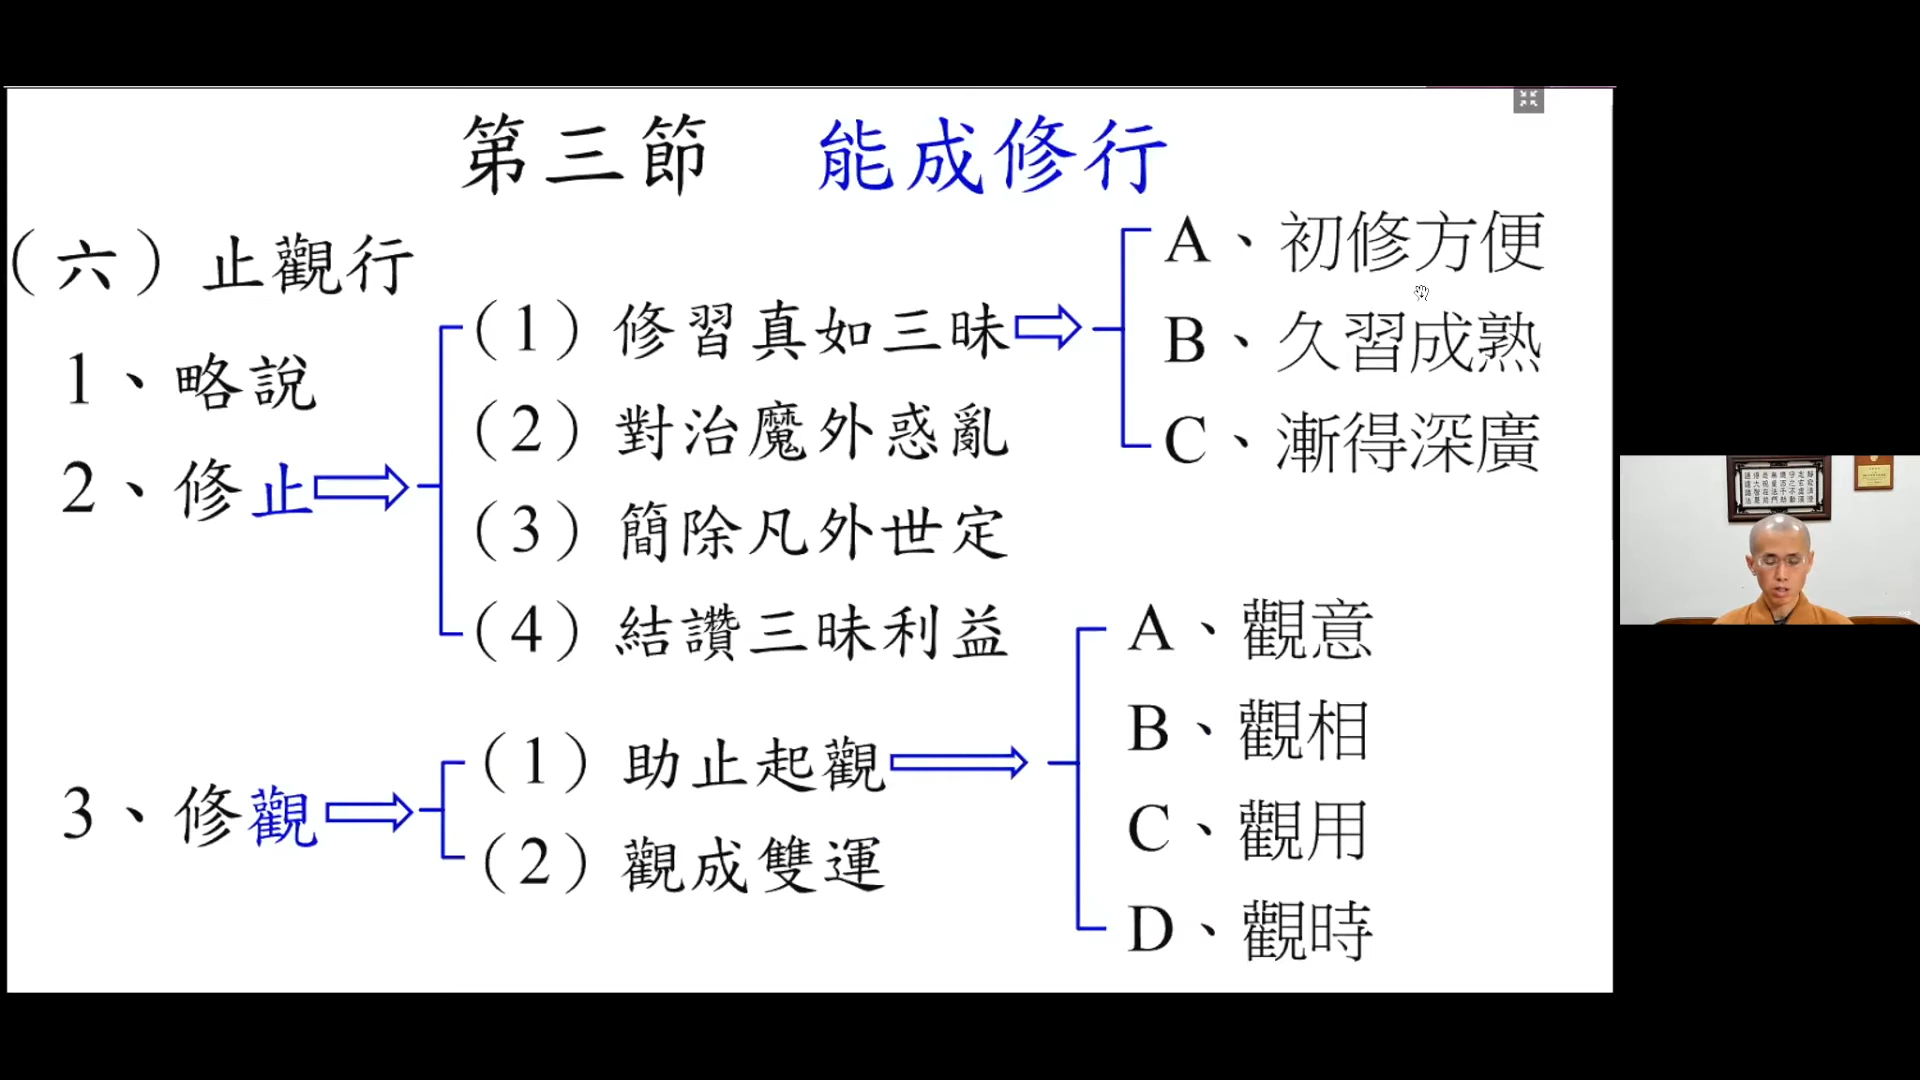 第三節 能成修行
（六）止觀行
1、略說
2、修止
（1）修習真如三昧
A、初修方便
B、久習成熟
C、漸得深廣
（2）對治魔外惑亂
（3）簡除凡外世定
（4）結讚三昧利益
3、修觀
（1）助止起觀
A、觀意
B、觀相
C、觀用
D、觀時
（2）觀成雙運